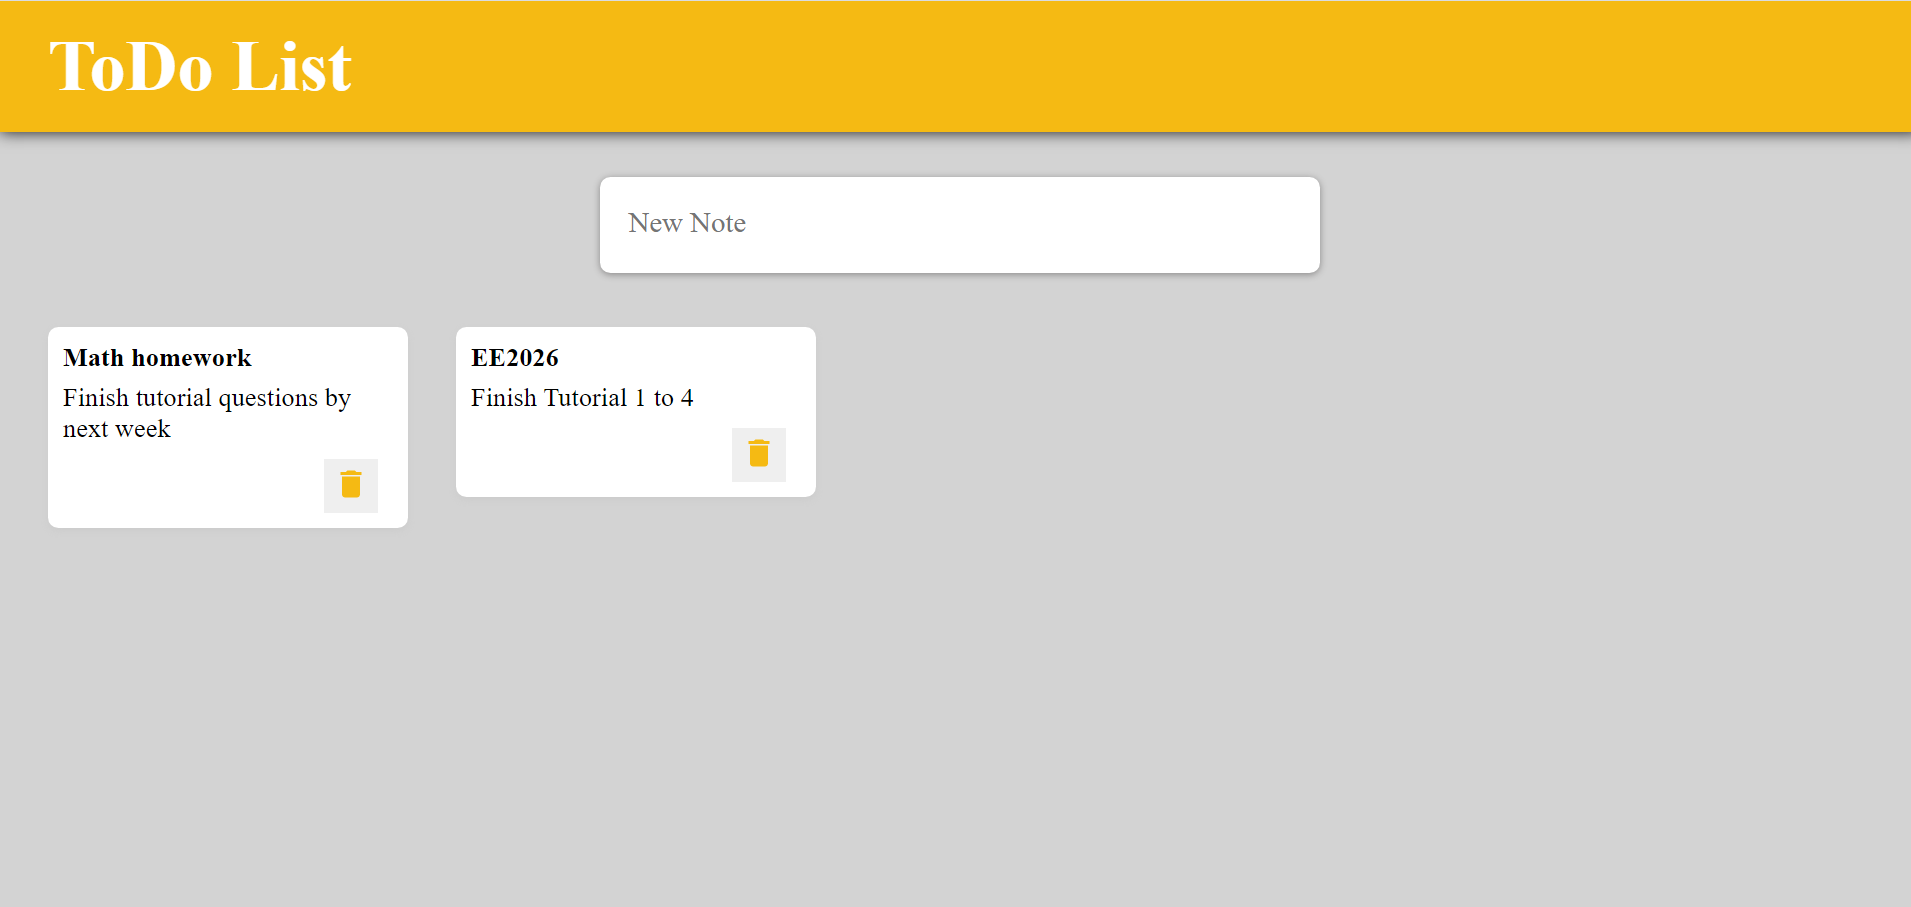 ToDo List
New Note
Math homework
Finish tutorial questions by
next week
EE2026
Finish Tutorial 1 to 4